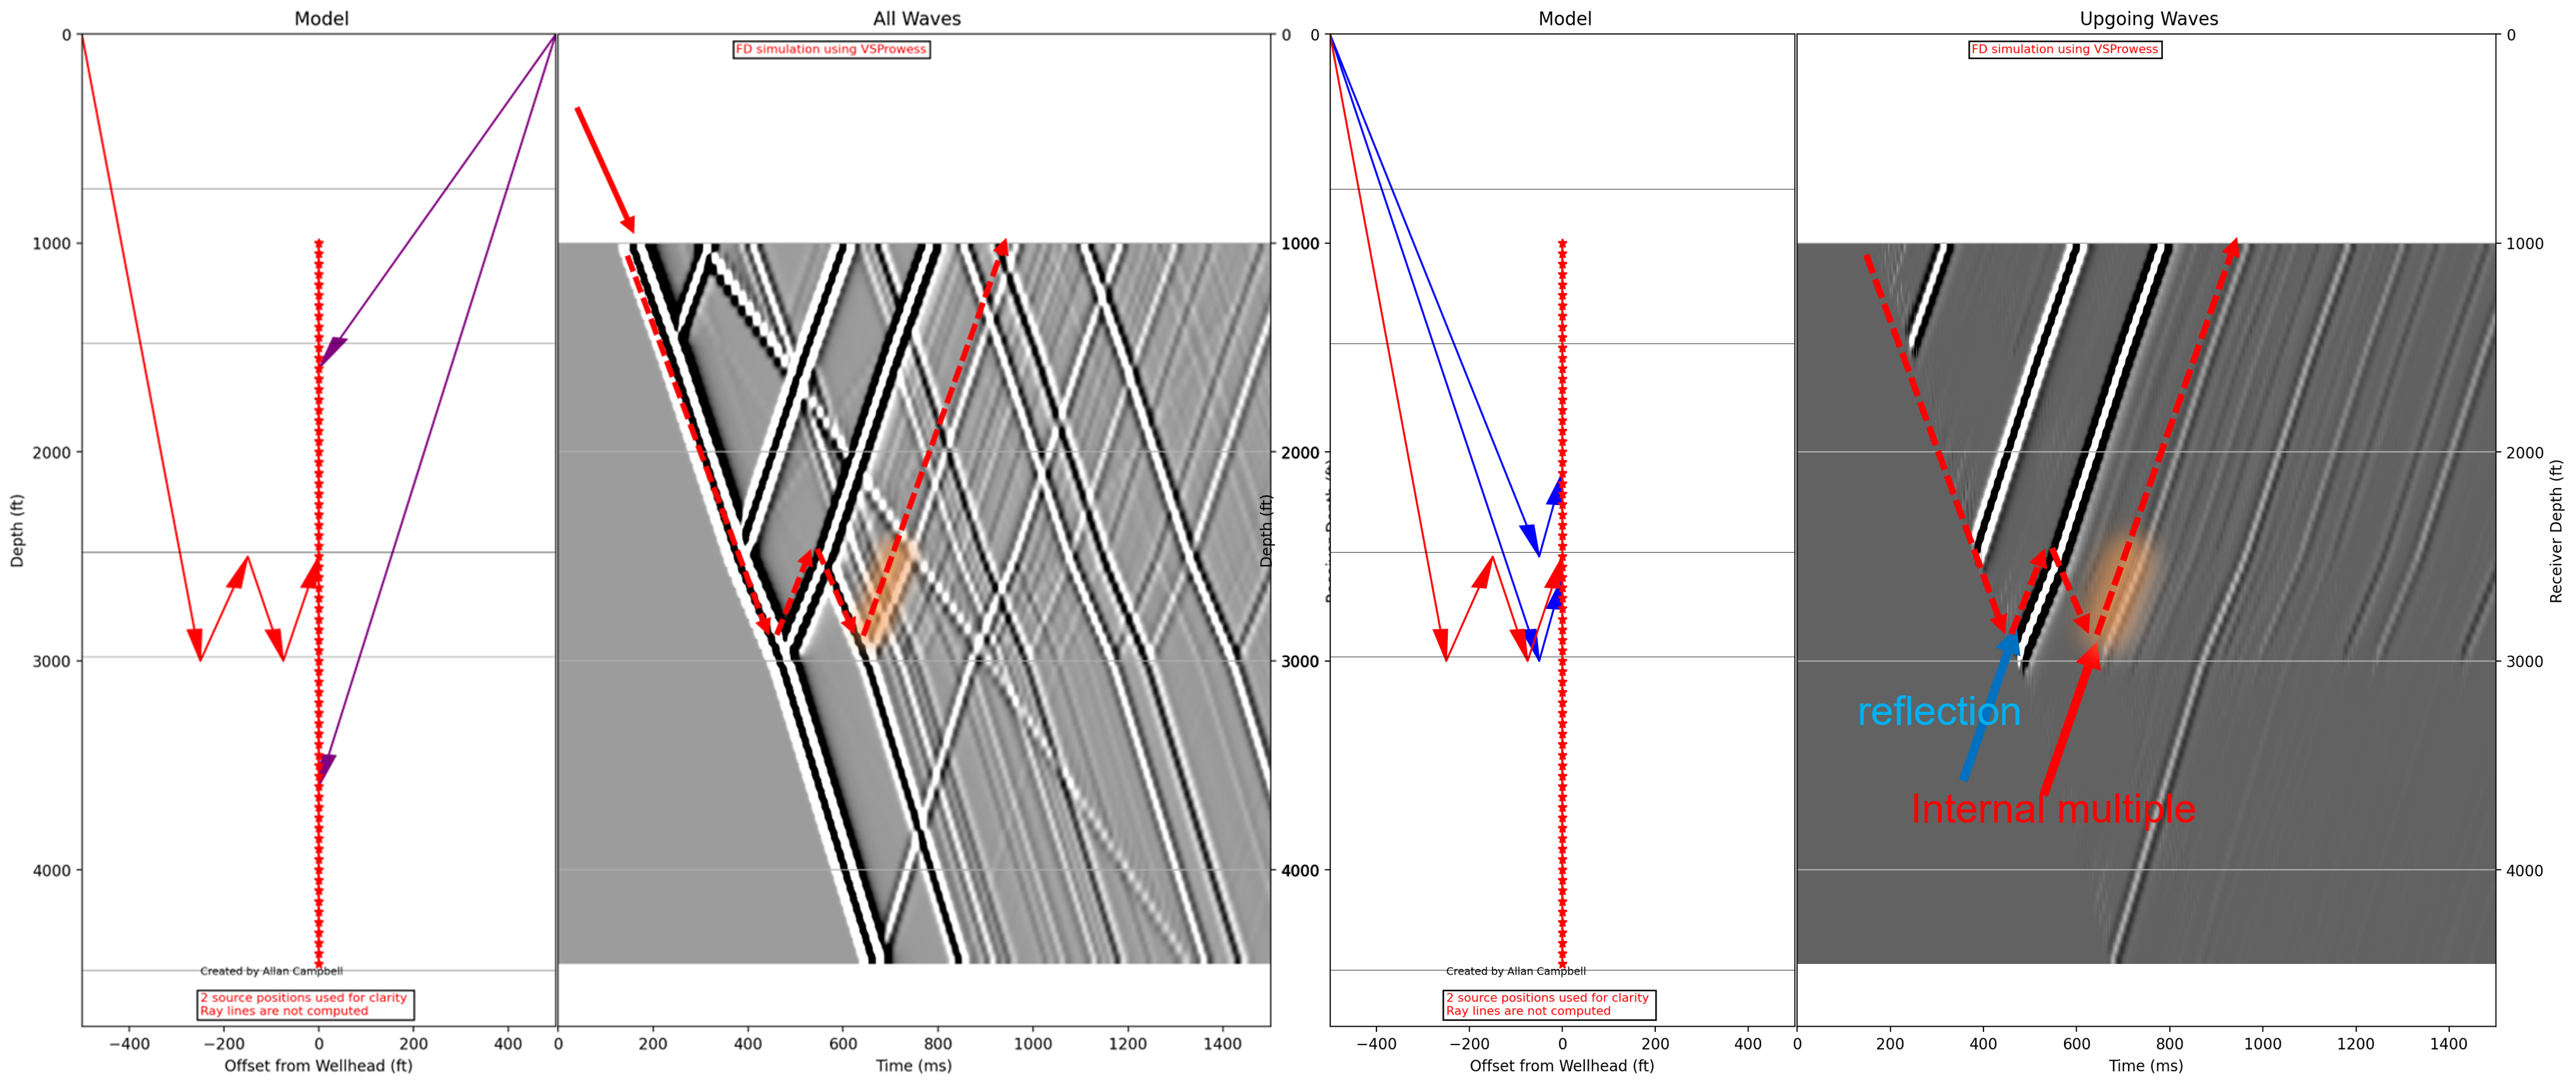 Model
All Waves
Model
Upgoing Waves
FD simulation using VSProwess
FD simulation using VSProwess
0
1000
2000
3000
4000
Depth (ft)
0
1000
2000
3000
4000
0
1000
2000
3000
4000
Depth (ft)
0
1000
2000
3000
4000
Receiver Depth (ft)
reflection
Internal multiple
Created by Allan Campbell
2 source positions used for clarity
Ray lines are not computed
Created by Allan Campbell
2 source positions used for clarity
Ray lines are not computed
−400 −200 0 200 400
0 200 400 600 800 1000 1200 1400
−400 −200 0 200 400
0 200 400 600 800 1000 1200 1400
Offset from Wellhead (ft)
Time (ms)
Offset from Wellhead (ft)
Time (ms)